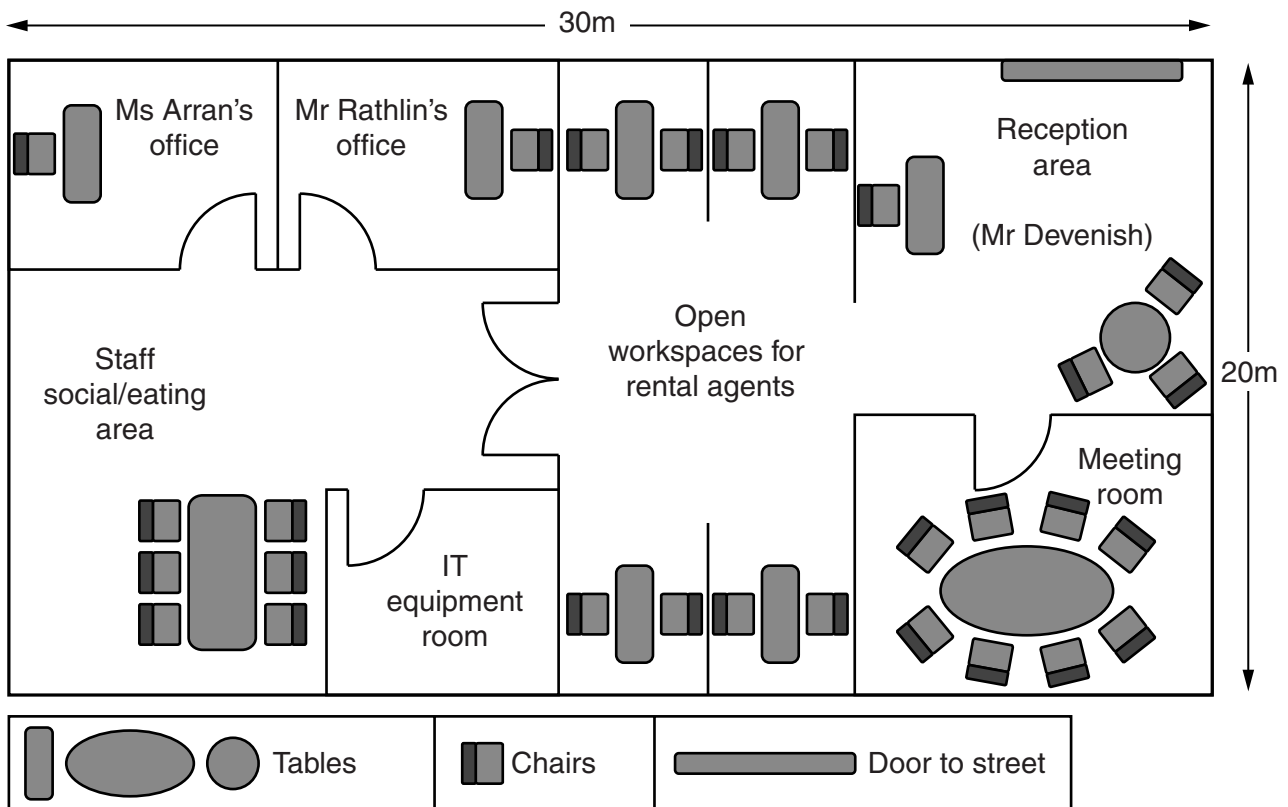 30m
Ms Arran’s
office
Mr Rathlin’s
office
Reception
area
(Mr Devenish)
Staff
social/eating
area
Open
workspaces for
rental agents
20m
Meeting
room
IT
equipment
room
Tables
Chairs
Door to street